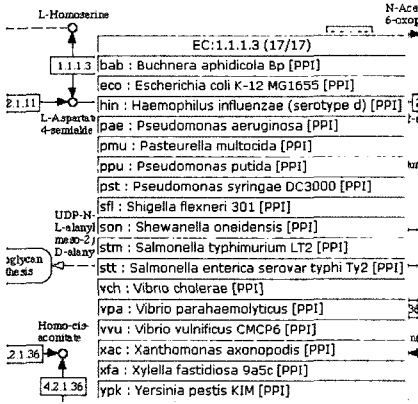 L-Homoserine
N-Ace
6-oxop
EC:1.1.1.3 (17/17)
1.1.1.3
bab : Buchnera aphidicola Bp [PPI]
eco : Escherichia coli K-12 MG1655 [PPI]
2.1.11
hin : Haemophilus influenzae (serotype d) [PPI]
L-Aspartate
4-semialde
pae : Pseudomonas aeruginosa [PPI]
pmu : Pasteurella multocida [PPI]
ppu : Pseudomonas putida [PPI]
pst : Pseudomonas syringae DC3000 [PPI]
sfl : Shigella flexneri 301 [PPI]
UDP-N-
L-alanyl
meso-2,
D-alany
son : Shewanella oneidensis [PPI]
stm : Salmonella typhimurium LT2 [PPI]
oglycan
thesis
stt : Salmonella enterica serovar typhi Ty2 [PPI]
vch : Vibrio cholerae [PPI]
vpa : Vibrio parahaemolyticus [PPI]
Homo-cis-
aconitate
vvu : Vibrio vulnificus CMCP6 [PPI]
.2.1.36
xac : Xanthomonas axonopodis [PPI]
xfa : Xylella fastidiosa 9a5c [PPI]
4.2.1.36
ypk : Yersinia pestis KIM [PPI]